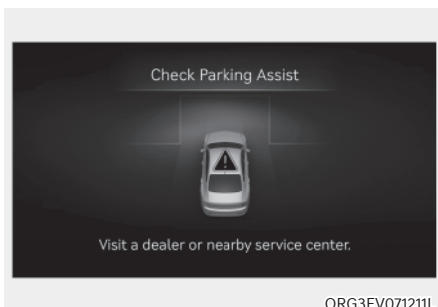 Check Parking Assist
Visit a dealer or nearby service center.
ORG3EV071211L